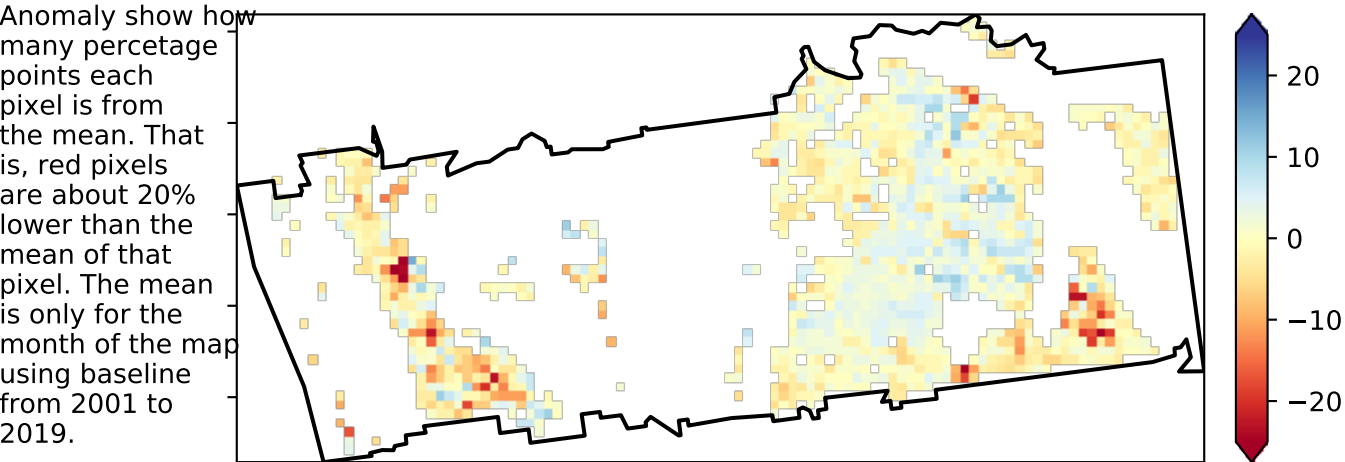 Anomaly show how
many percetage
points each
pixel is from
the mean. That
is, red pixels
are about 20%
lower than the
mean of that
pixel. The mean
is only for the
month of the map
using baseline
from 2001 to
2019.
20
10
0
−10
−20